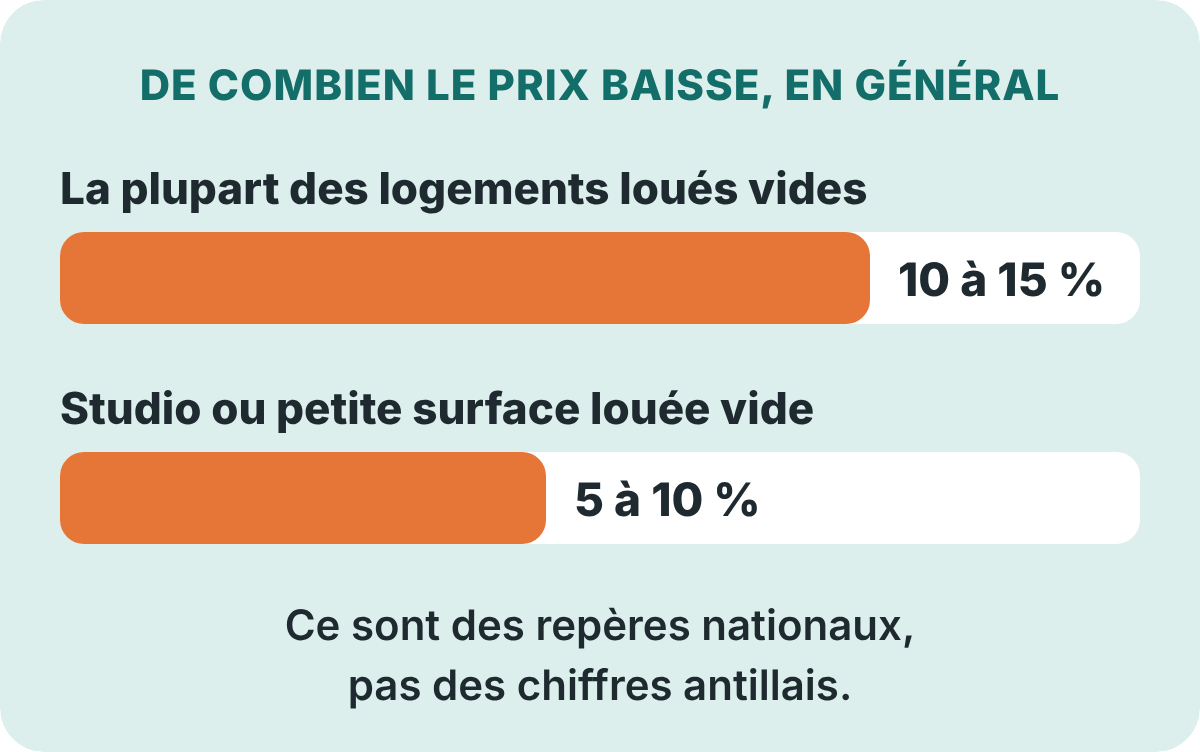 DE COMBIEN LE PRIX BAISSE, EN GÉNÉRAL
La plupart des logements loués vides
10 à 15 %
Studio ou petite surface louée vide
5 à 10 %
Ce sont des repères nationaux,
pas des chiffres antillais.